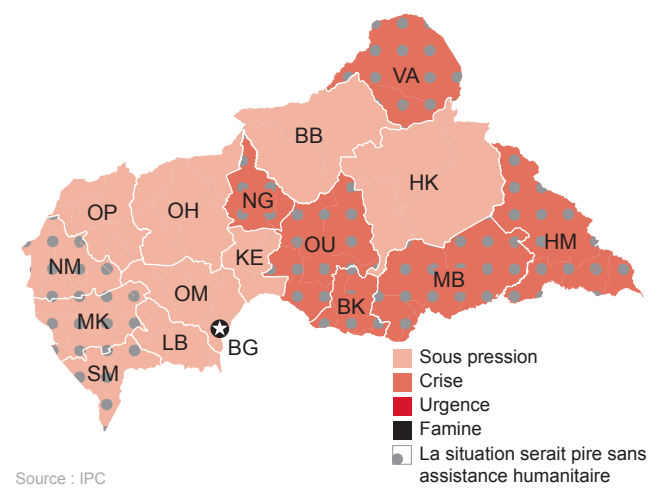 VA
BB
HK
NG
OP
OH
HM
OU
KE
NM
MB
OM
BK
MK
LB
BG
SM
Sous pression
Crise
Urgence
Famine
La situation serait pire sans
assistance humanitaire
Source : IPC